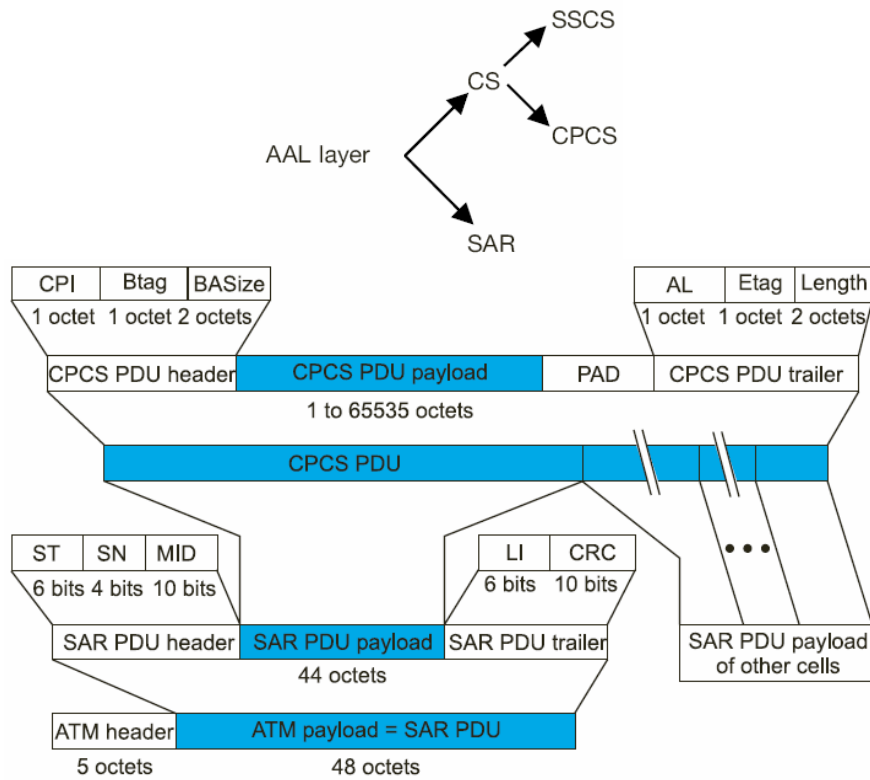 SSCS
CS
CPCS
AAL layer
SAR
CPI Btag BASize
1 octet 1 octet 2 octets
AL Etag Length
1 octet 1 octet 2 octets
CPCS PDU header CPCS PDU payload PAD CPCS PDU trailer
1 to 65535 octets
CPCS PDU
ST SN MID
6 bits 4 bits 10 bits
LI CRC
6 bits 10 bits
SAR PDU header SAR PDU payload SAR PDU trailer
44 octets
SAR PDU payload
of other cells
ATM header ATM payload = SAR PDU
5 octets 48 octets